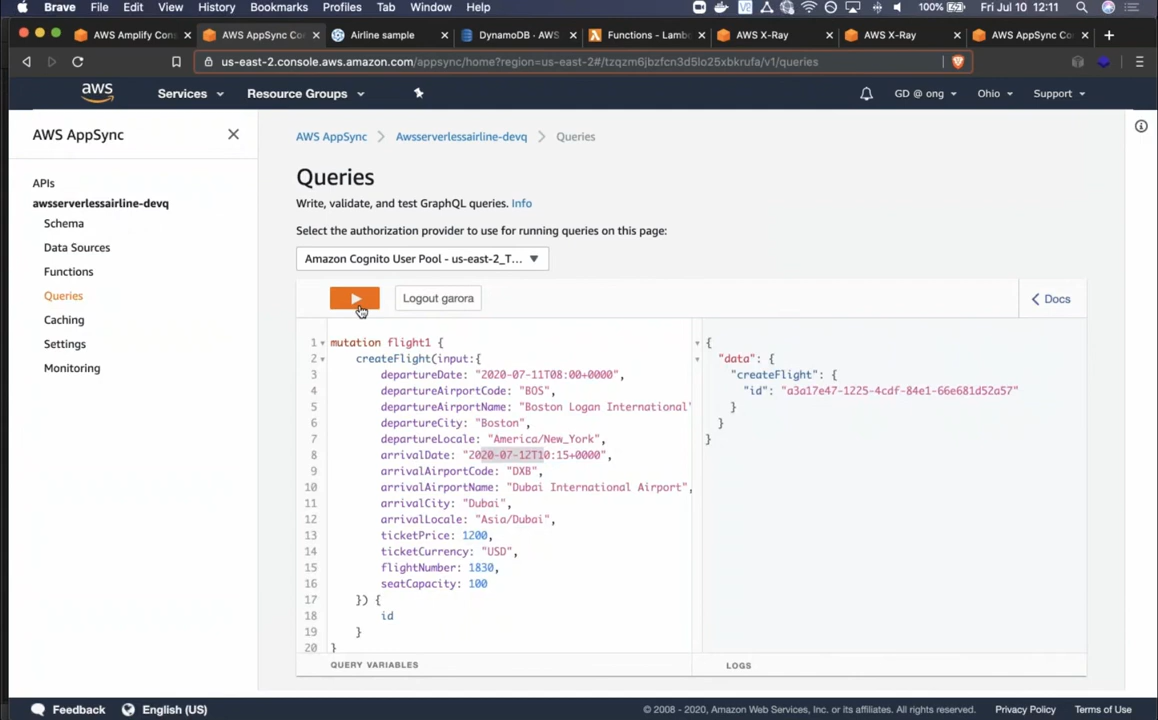 Brave File Edit View History Bookmarks Profiles Tab Window Help 100% Fri Jul 10 12:11
AWS Amplify Cons AWS AppSync Co Airline sample DynamoDB - AWS Functions - Lamb AWS X-Ray AWS X-Ray AWS AppSync Co
us-east-2.console.aws.amazon.com/appsync/home?region=us-east-2#/tzqzm6jbzfcn3d5lo25xbkrufa/v1/queries
aws Services Resource Groups GD @ ong Ohio Support
AWS AppSync
APIs
awsserverlessairline-devq
Schema
Data Sources
Functions
Queries
Caching
Settings
Monitoring
AWS AppSync Awsserverlessairline-devq Queries
Queries
Write, validate, and test GraphQL queries. Info
Select the authorization provider to use for running queries on this page:
Amazon Cognito User Pool - us-east-2_T...
Logout garora
Docs
1 mutation flight1 {
2 createFlight(input:{
3 departureDate: "2020-07-11T08:00+0000",
4 departureAirportCode: "BOS",
5 departureAirportName: "Boston Logan International"
6 departureCity: "Boston",
7 departureLocale: "America/New_York",
8 arrivalDate: "2020-07-12T10:15+0000",
9 arrivalAirportCode: "DXB",
10 arrivalAirportName: "Dubai International Airport",
11 arrivalCity: "Dubai",
12 arrivalLocale: "Asia/Dubai",
13 ticketPrice: 1200,
14 ticketCurrency: "USD",
15 flightNumber: 1830,
16 seatCapacity: 100
17 }) {
18 id
19 }
20 }
{
"data": {
"createFlight": {
"id": "a3a17e47-1225-4cdf-84e1-66e681d52a57"
}
}
}
QUERY VARIABLES
LOGS
Feedback English (US) © 2008 - 2020, Amazon Web Services, Inc. or its affiliates. All rights reserved. Privacy Policy Terms of Use